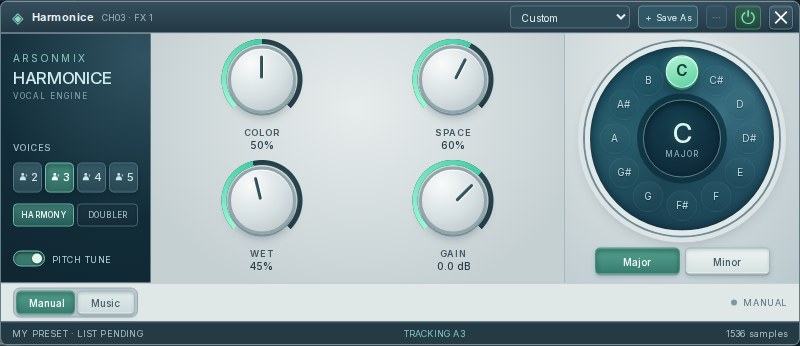 Harmonice CH03 · FX 1 Custom + Save As ...
ARSONMIX
HARMONICE
VOCAL ENGINE
VOICES
2 3 4 5
HARMONY DOUBLER
PITCH TUNE
COLOR
50%
SPACE
60%
WET
45%
GAIN
0.0 dB
C
C#
D
D#
E
F
F#
G
G#
A
A#
B
C
MAJOR
Major Minor
Manual Music MANUAL
MY PRESET · LIST PENDING TRACKING A3 1536 samples